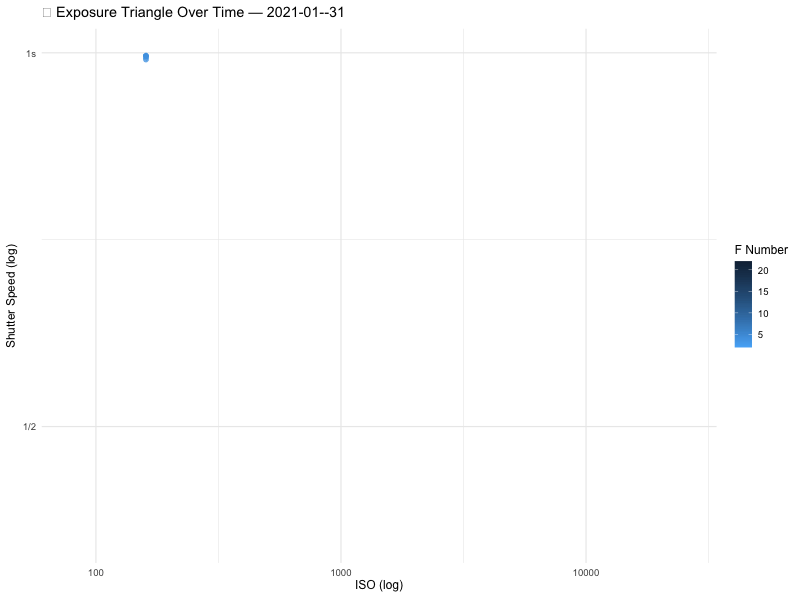 Exposure Triangle Over Time — 2021-01--31
1s
1/2
Shutter Speed (log)
100
1000
10000
ISO (log)
F Number
20
15
10
5